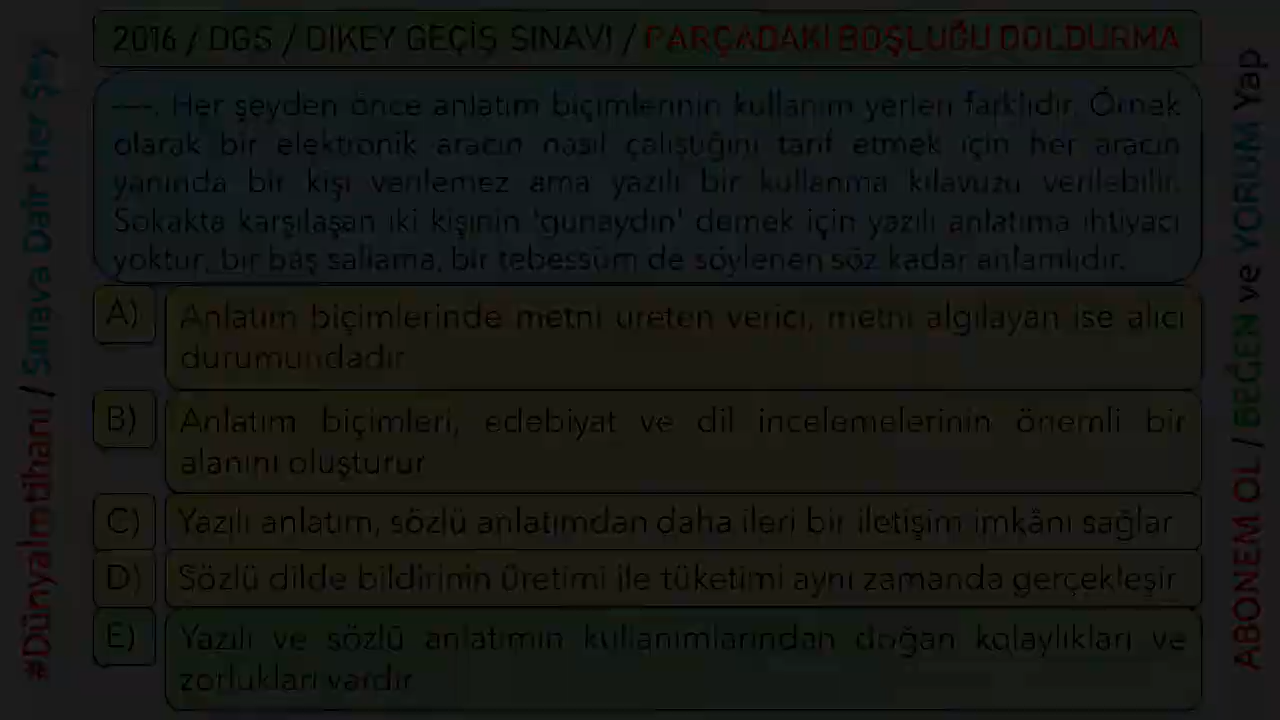 2016 / DGS / DİKEY GEÇİŞ SINAVI / PARÇADAKİ BOŞLUĞU DOLDURMA
----. Her şeyden önce anlatım biçimlerinin kullanım yerleri farklıdır. Örnek
olarak bir elektronik aracın nasıl çalıştığını tarif etmek için her aracın
yanında bir kişi verilemez ama yazılı bir kullanma kılavuzu verilebilir.
Sokakta karşılaşan iki kişinin 'günaydın' demek için yazılı anlatıma ihtiyacı
yoktur, bir baş sallama, bir tebessüm de söylenen söz kadar anlamlıdır.
A) Anlatım biçimlerinde metni üreten verici, metni algılayan ise alıcı
durumundadır
B) Anlatım biçimleri, edebiyat ve dil incelemelerinin önemli bir
alanını oluşturur
C) Yazılı anlatım, sözlü anlatımdan daha ileri bir iletişim imkânı sağlar
D) Sözlü dilde bildirinin üretimi ile tüketimi aynı zamanda gerçekleşir
E) Yazılı ve sözlü anlatımın kullanımlarından doğan kolaylıkları ve
zorlukları vardır
#Dünyaİmtihanı / Sınava Dair Her Şey
ABONEM OL / BEĞEN ve YORUM Yap